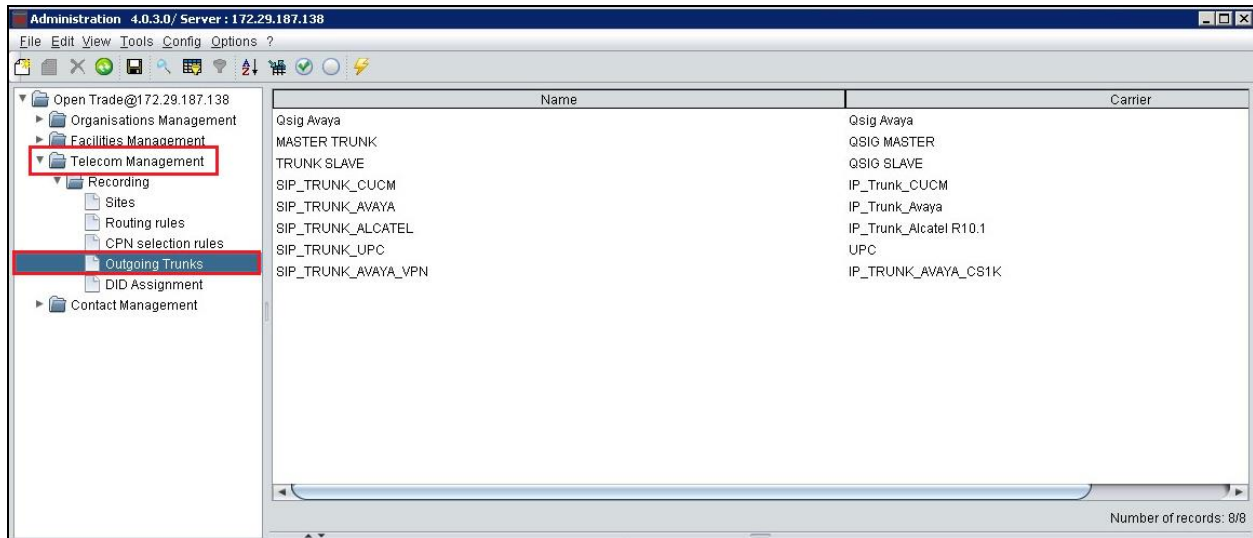 Administration 4.0.3.0/ Server : 172.29.187.138
File Edit View Tools Config Options ?
Open Trade@172.29.187.138
Organisations Management
Facilities Management
Telecom Management
Recording
Sites
Routing rules
CPN selection rules
Outgoing Trunks
DID Assignment
Contact Management
Name Carrier
Qsig Avaya Qsig Avaya
MASTER TRUNK QSIG MASTER
TRUNK SLAVE QSIG SLAVE
SIP_TRUNK_CUCM IP_Trunk_CUCM
SIP_TRUNK_AVAYA IP_Trunk_Avaya
SIP_TRUNK_ALCATEL IP_Trunk_Alcatel R10.1
SIP_TRUNK_UPC UPC
SIP_TRUNK_AVAYA_VPN IP_TRUNK_AVAYA_CS1K
Number of records: 8/8